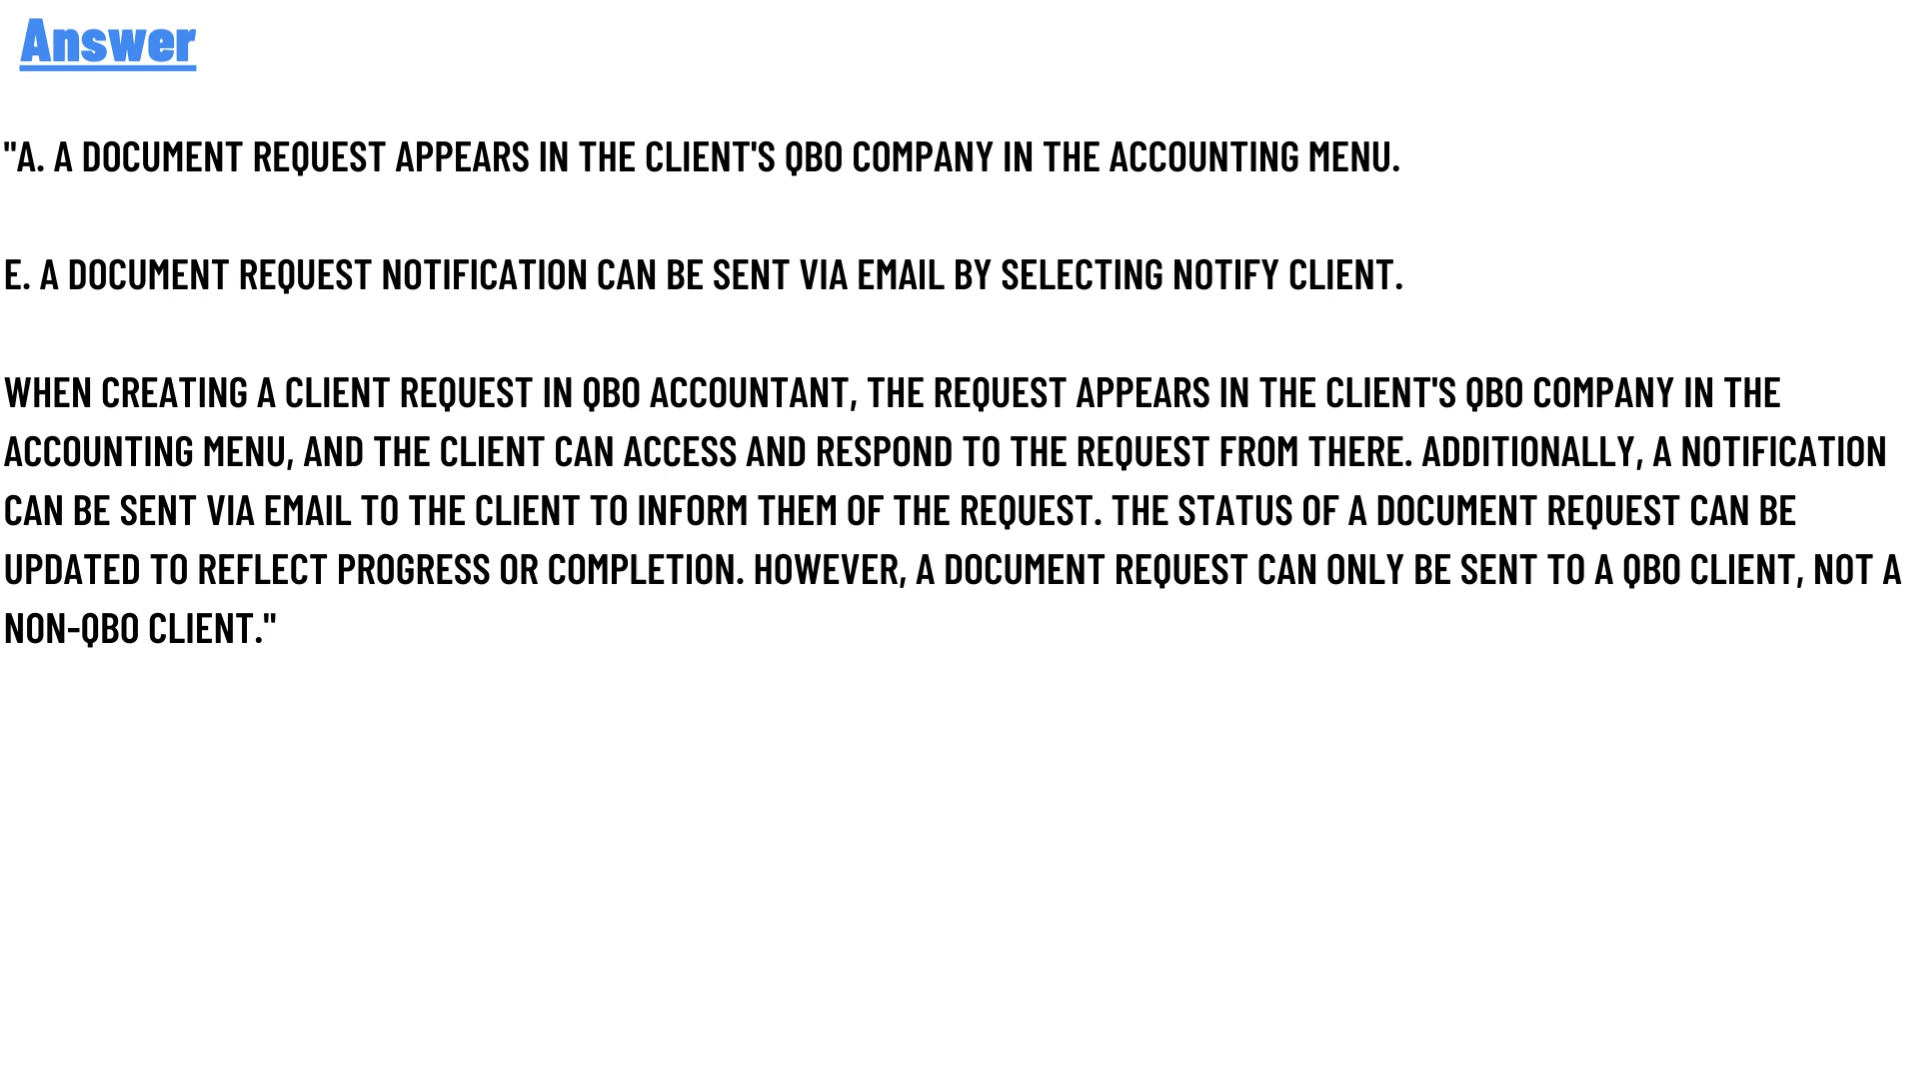 Answer
"A. A DOCUMENT REQUEST APPEARS IN THE CLIENT'S QBO COMPANY IN THE ACCOUNTING MENU.
E. A DOCUMENT REQUEST NOTIFICATION CAN BE SENT VIA EMAIL BY SELECTING NOTIFY CLIENT.
WHEN CREATING A CLIENT REQUEST IN QBO ACCOUNTANT, THE REQUEST APPEARS IN THE CLIENT'S QBO COMPANY IN THE
ACCOUNTING MENU, AND THE CLIENT CAN ACCESS AND RESPOND TO THE REQUEST FROM THERE. ADDITIONALLY, A NOTIFICATION
CAN BE SENT VIA EMAIL TO THE CLIENT TO INFORM THEM OF THE REQUEST. THE STATUS OF A DOCUMENT REQUEST CAN BE
UPDATED TO REFLECT PROGRESS OR COMPLETION. HOWEVER, A DOCUMENT REQUEST CAN ONLY BE SENT TO A QBO CLIENT, NOT A
NON-QBO CLIENT."